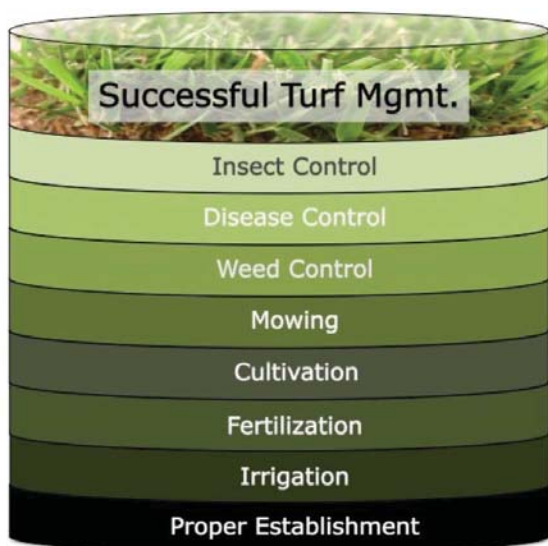 Successful Turf Mgmt.
Insect Control
Disease Control
Weed Control
Mowing
Cultivation
Fertilization
Irrigation
Proper Establishment